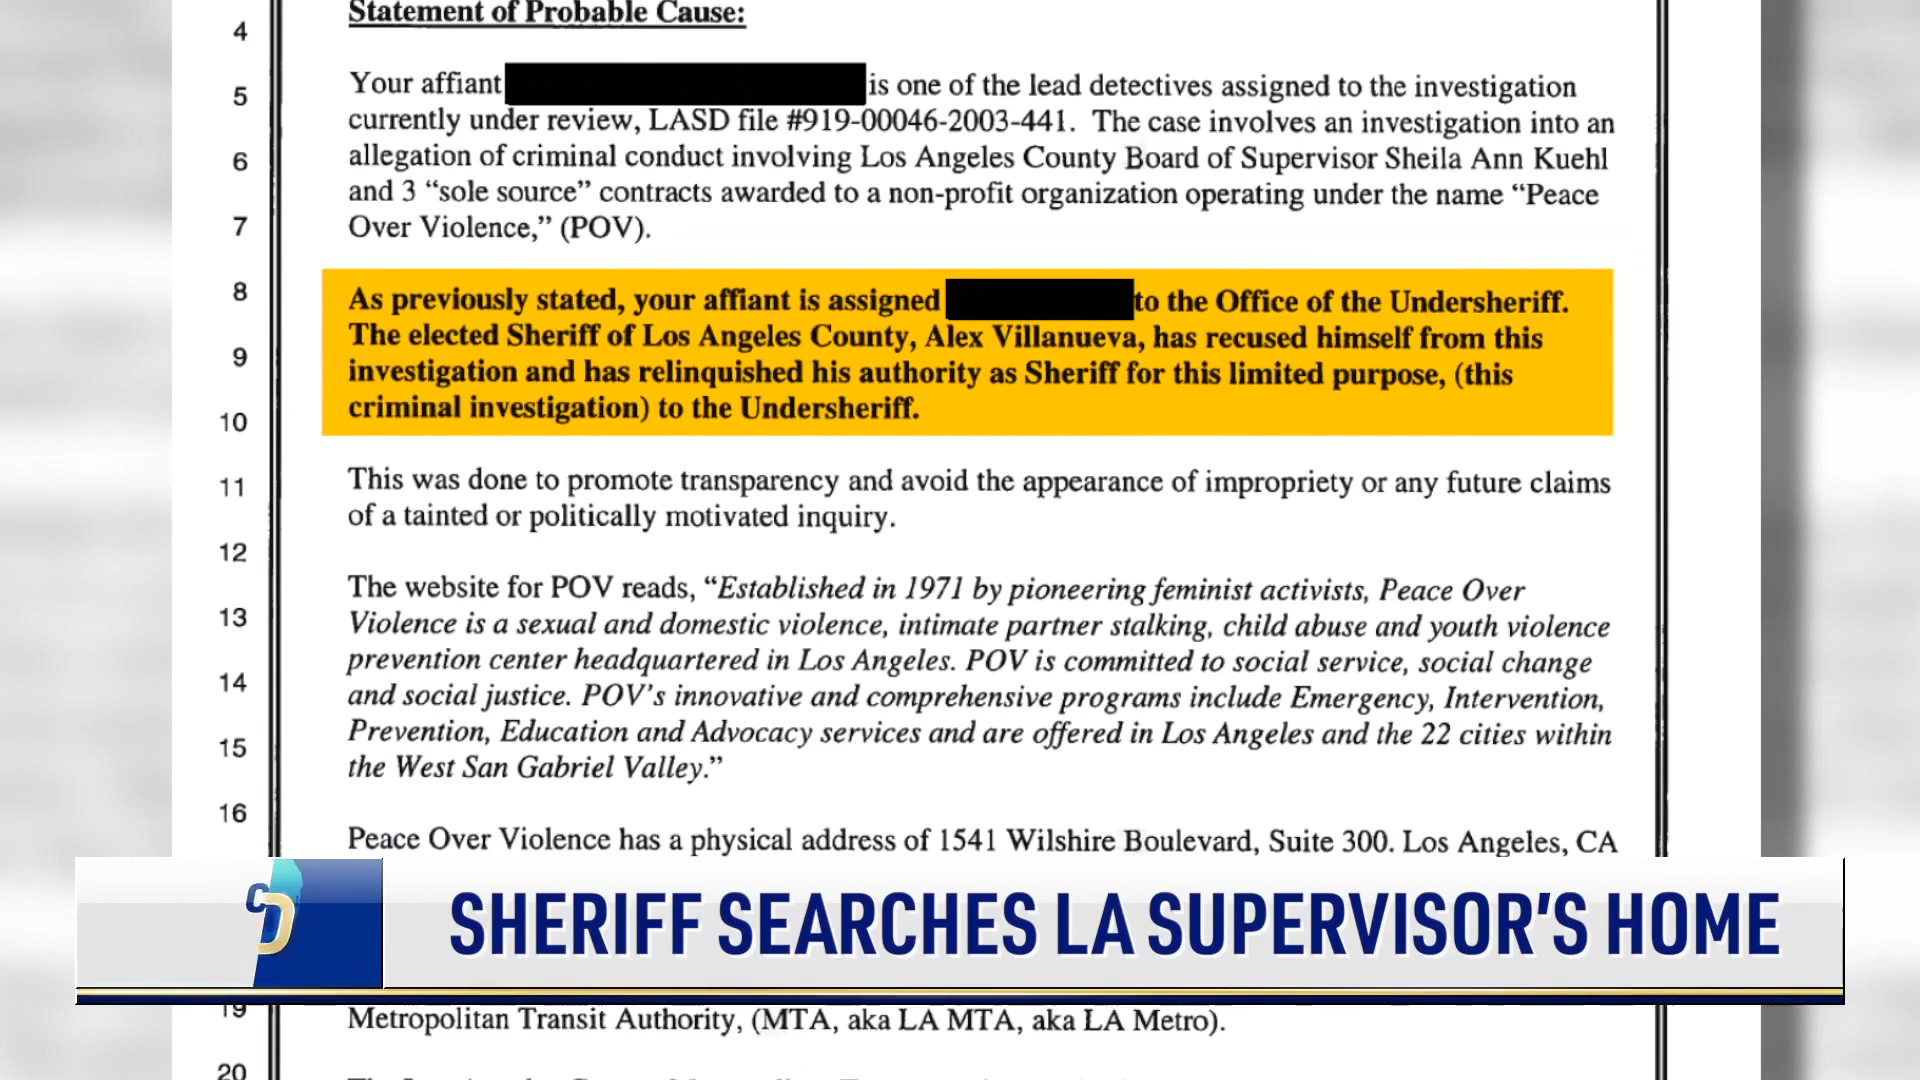 Statement of Probable Cause:
4
5
Your affiant is one of the lead detectives assigned to the investigation
currently under review, LASD file #919-00046-2003-441. The case involves an investigation into an
6
allegation of criminal conduct involving Los Angeles County Board of Supervisor Sheila Ann Kuehl
and 3 “sole source” contracts awarded to a non-profit organization operating under the name “Peace
7
Over Violence,” (POV).
8
As previously stated, your affiant is assigned to the Office of the Undersheriff.
The elected Sheriff of Los Angeles County, Alex Villanueva, has recused himself from this
9
investigation and has relinquished his authority as Sheriff for this limited purpose, (this
10
criminal investigation) to the Undersheriff.
11
This was done to promote transparency and avoid the appearance of impropriety or any future claims
of a tainted or politically motivated inquiry.
12
The website for POV reads, “Established in 1971 by pioneering feminist activists, Peace Over
13
Violence is a sexual and domestic violence, intimate partner stalking, child abuse and youth violence
prevention center headquartered in Los Angeles. POV is committed to social service, social change
14
and social justice. POV’s innovative and comprehensive programs include Emergency, Intervention,
15
Prevention, Education and Advocacy services and are offered in Los Angeles and the 22 cities within
the West San Gabriel Valley.”
16
Peace Over Violence has a physical address of 1541 Wilshire Boulevard, Suite 300. Los Angeles, CA
CD
SHERIFF SEARCHES LA SUPERVISOR’S HOME
19
Metropolitan Transit Authority, (MTA, aka LA MTA, aka LA Metro).
20